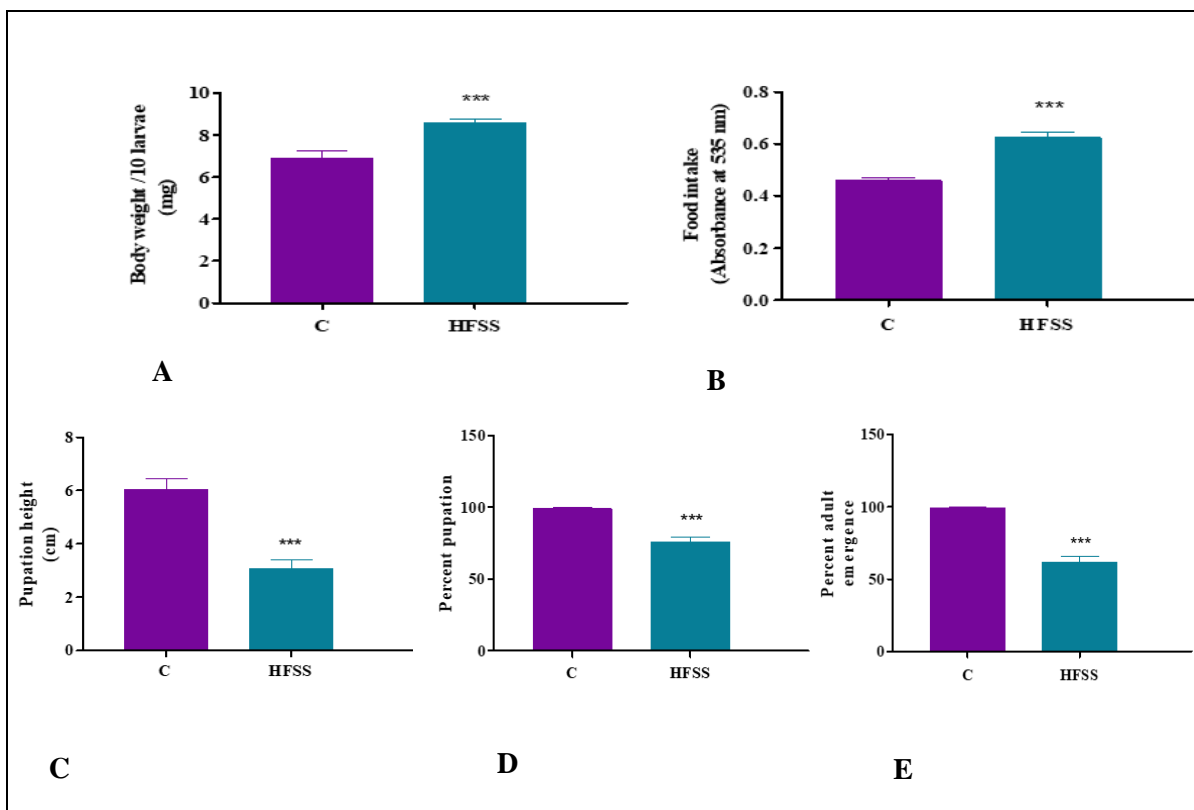 Body weight /10 larvae
(mg)
10
8
6
4
2
0
***
C
HFSS
A
Food intake
(Absorbance at 535 nm)
0.8
0.6
0.4
0.2
0.0
***
C
HFSS
B
Pupation height
(cm)
8
6
4
2
0
***
C
HFSS
C
Percent pupation
150
100
50
0
***
C
HFSS
D
Percent adult
emergence
150
100
50
0
***
C
HFSS
E